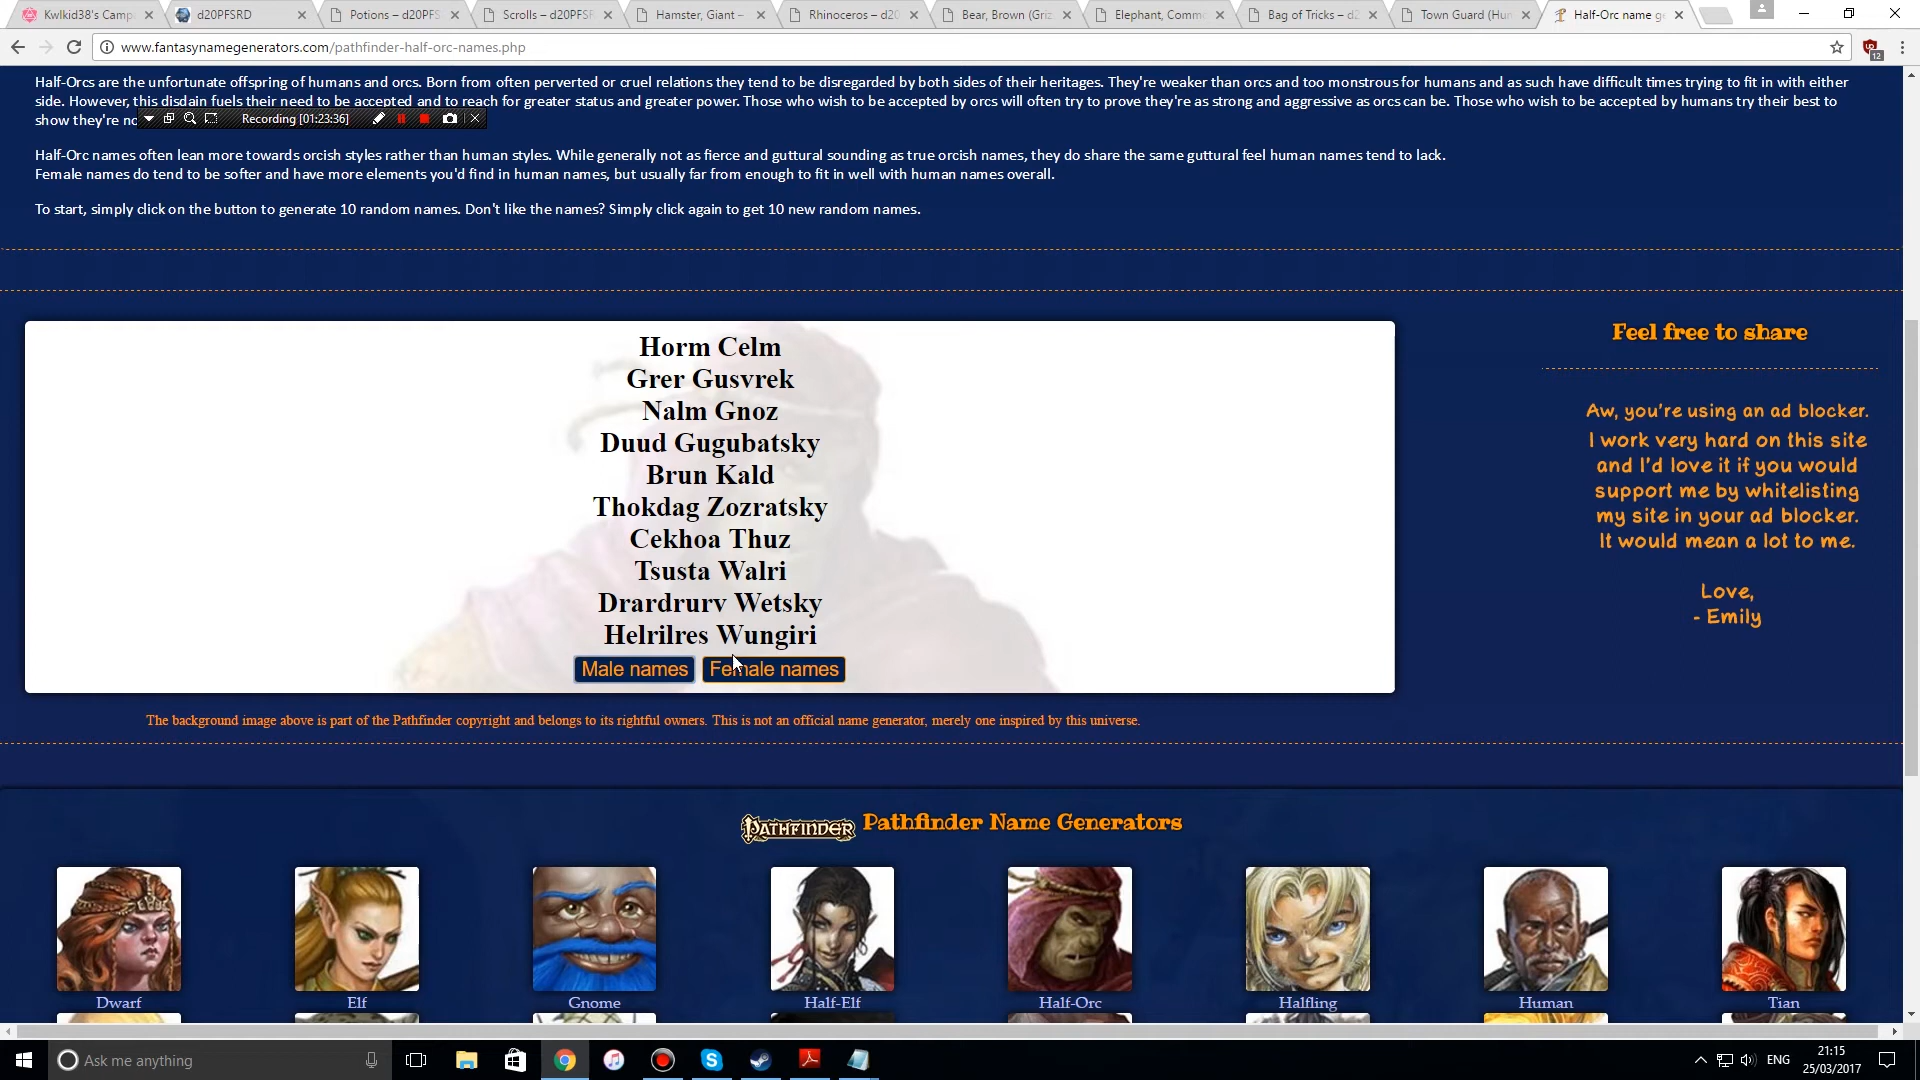 Kwlkid38's Camp
d20PFSRD
Potions – d20PFS
Scrolls – d20PFSR
Hamster, Giant –
Rhinoceros – d20
Bear, Brown (Griz
Elephant, Commo
Bag of Tricks – d2
Town Guard (Hum
Half-Orc name ge
www.fantasynamegenerators.com/pathfinder-half-orc-names.php
12
Half-Orcs are the unfortunate offspring of humans and orcs. Born from often perverted or cruel relations they tend to be disregarded by both sides of their heritages. They're weaker than orcs and too monstrous for humans and as such have difficult times trying to fit in with either
side. However, this disdain fuels their need to be accepted and to reach for greater status and greater power. Those who wish to be accepted by orcs will often try to prove they're as strong and aggressive as orcs can be. Those who wish to be accepted by humans try their best to
show they're no
Recording [01:23:36]
Half-Orc names often lean more towards orcish styles rather than human styles. While generally not as fierce and guttural sounding as true orcish names, they do share the same guttural feel human names tend to lack.
Female names do tend to be softer and have more elements you'd find in human names, but usually far from enough to fit in well with human names overall.
To start, simply click on the button to generate 10 random names. Don't like the names? Simply click again to get 10 new random names.
Horm Celm
Grer Gusvrek
Nalm Gnoz
Duud Gugubatsky
Brun Kald
Thokdag Zozratsky
Cekhoa Thuz
Tsusta Walri
Drardrurv Wetsky
Helrilres Wungiri
Male names Female names
Feel free to share
Aw, you're using an ad blocker.
I work very hard on this site
and I'd love it if you would
support me by whitelisting
my site in your ad blocker.
It would mean a lot to me.
Love,
- Emily
The background image above is part of the Pathfinder copyright and belongs to its rightful owners. This is not an official name generator, merely one inspired by this universe.
PATHFINDER Pathfinder Name Generators
Dwarf
Elf
Gnome
Half-Elf
Half-Orc
Halfling
Human
Tian
Ask me anything
ENG
21:15
25/03/2017